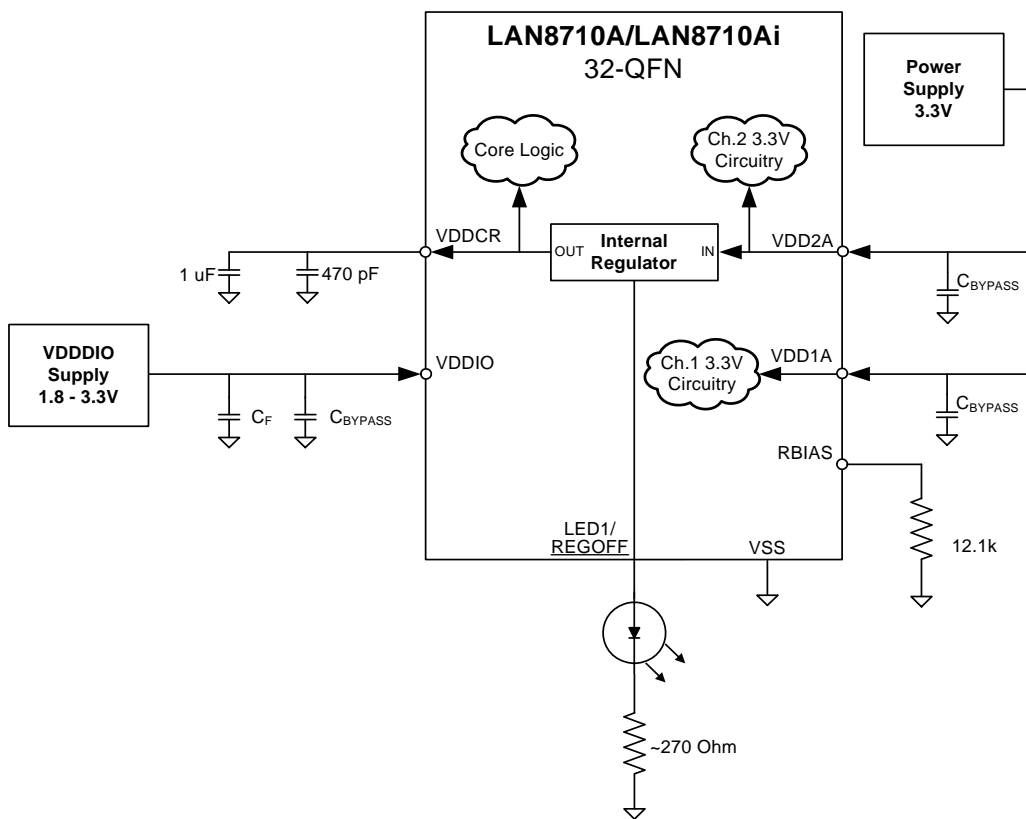 LAN8710A/LAN8710Ai
32-QFN
Power
Supply
3.3V
Core Logic
Ch.2 3.3V
Circuitry
VDDCR
OUT
Internal
Regulator
IN
VDD2A
1 uF
470 pF
CBYPASS
VDDDIO
Supply
1.8 - 3.3V
VDDIO
Ch.1 3.3V
Circuitry
VDD1A
CF
CBYPASS
CBYPASS
RBIAS
12.1k
LED1/
REGOFF
VSS
~270 Ohm